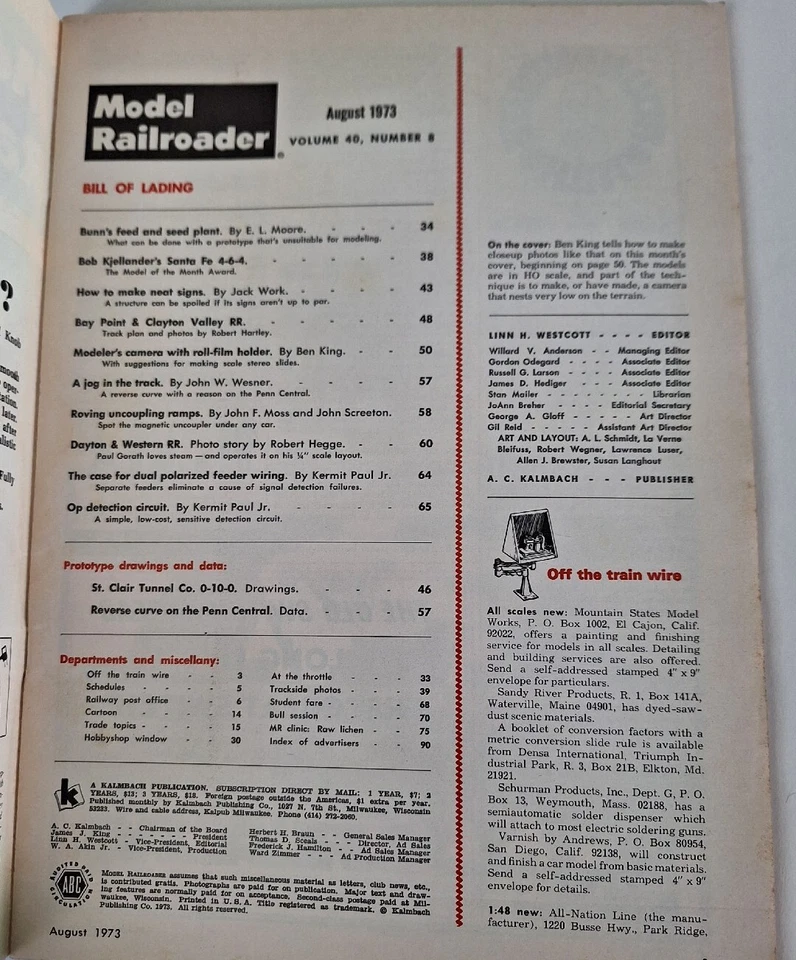 Model
Railroader
®
August 1973
VOLUME 40, NUMBER 8
BILL OF LADING
Bunn's feed and seed plant. By E. L. Moore. - - - 34
What can be done with a prototype that's unsuitable for modeling.
Bob Kjellander's Santa Fe 4-6-4. - - - - - 38
The Model of the Month Award.
How to make neat signs. By Jack Work. - - - - 43
A structure can be spoiled if its signs aren't up to par.
Bay Point & Clayton Valley RR. - - - - - 48
Track plan and photos by Robert Hartley.
Modeler's camera with roll-film holder. By Ben King. - - 50
With suggestions for making scale stereo slides.
A jog in the track. By John W. Wesner. - - - - 57
A reverse curve with a reason on the Penn Central.
Roving uncoupling ramps. By John F. Moss and John Screeton. 58
Spot the magnetic uncoupler under any car.
Dayton & Western RR. Photo story by Robert Hegge. - - 60
Paul Gorath loves steam — and operates it on his ¼" scale layout.
The case for dual polarized feeder wiring. By Kermit Paul Jr. 64
Separate feeders eliminate a cause of signal detection failures.
Op detection circuit. By Kermit Paul Jr. - - - - 65
A simple, low-cost, sensitive detection circuit.
Prototype drawings and data:
St. Clair Tunnel Co. 0-10-0. Drawings. - - - 46
Reverse curve on the Penn Central. Data. - - - 57
Departments and miscellany:
Off the train wire - - 3
Schedules - - - - 5
Railway post office - - 6
Cartoon - - - - 14
Trade topics - - - - 15
Hobbyshop window - - 30
At the throttle - - 33
Trackside photos - - 39
Student fare - - - - 68
Bull session - - - - 70
MR clinic: Raw lichen - - 75
Index of advertisers - - 90
k
A KALMBACH PUBLICATION. SUBSCRIPTION DIRECT BY MAIL: 1 YEAR, $7; 2
YEARS, $13; 3 YEARS, $18. Foreign postage outside the Americas, $1 extra per year.
Published monthly by Kalmbach Publishing Co., 1027 N. 7th St., Milwaukee, Wisconsin
53233. Wire and cable address, Kalpub Milwaukee. Phone (414) 272-2060.
A. C. Kalmbach - - Chairman of the Board
James J. King - - - - President
Linn H. Westcott - Vice-President, Editorial
W. A. Akin Jr. - Vice-President, Production
Herbert H. Braun - - General Sales Manager
Thomas D. Sceals - - Director, Ad Sales
Frederick J. Hamilton - - Ad Sales Manager
Ward Zimmer - - - Ad Production Manager
AUDITED PAID
ABC
CIRCULATION
MODEL RAILROADER assumes that such miscellaneous material as letters, club news, etc.,
is contributed gratis. Photographs are paid for on publication. Major text and draw-
ing features are normally paid for on acceptance. Second-class postage paid at Mil-
waukee, Wisconsin. Printed in U.S.A. Title registered as trademark. © Kalmbach
Publishing Co. 1973. All rights reserved.
August 1973
On the cover: Ben King tells how to make
closeup photos like that on this month's
cover, beginning on page 50. The models
are in HO scale, and part of the tech-
nique is to make, or have made, a camera
that nests very low on the terrain.
LINN H. WESTCOTT - - - - EDITOR
Willard V. Anderson - - Managing Editor
Gordon Odegard - - - - Associate Editor
Russell G. Larson - - - Associate Editor
James D. Hediger - - - Associate Editor
Stan Mailer - - - - - - - Librarian
JoAnn Breher - - - - Editorial Secretary
George A. Gloff - - - - - Art Director
Gil Reid - - - - - Assistant Art Director
ART AND LAYOUT: A. L. Schmidt, La Verne
Bleifuss, Robert Wegner, Lawrence Luser,
Allen J. Brewster, Susan Langhout
A. C. KALMBACH - - - PUBLISHER
Off the train wire
All scales new: Mountain States Model
Works, P. O. Box 1002, El Cajon, Calif.
92022, offers a painting and finishing
service for models in all scales. Detailing
and building services are also offered.
Send a self-addressed stamped 4" x 9"
envelope for particulars.
Sandy River Products, R. 1, Box 141A,
Waterville, Maine 04901, has dyed-saw-
dust scenic materials.
A booklet of conversion factors with a
metric conversion slide rule is available
from Densa International, Triumph In-
dustrial Park, R. 3, Box 21B, Elkton, Md.
21921.
Schurman Products, Inc., Dept. G, P. O.
Box 13, Weymouth, Mass. 02188, has a
semiautomatic solder dispenser which
will attach to most electric soldering guns.
Varnish by Andrews, P. O. Box 80954,
San Diego, Calif. 92138, will construct
and finish a car model from basic materials.
Send a self-addressed stamped 4" x 9"
envelope for details.
1:48 new: All-Nation Line (the manu-
facturer), 1220 Busse Hwy., Park Ridge,
?
Knob
smooth
oper-
later.
after
Fully